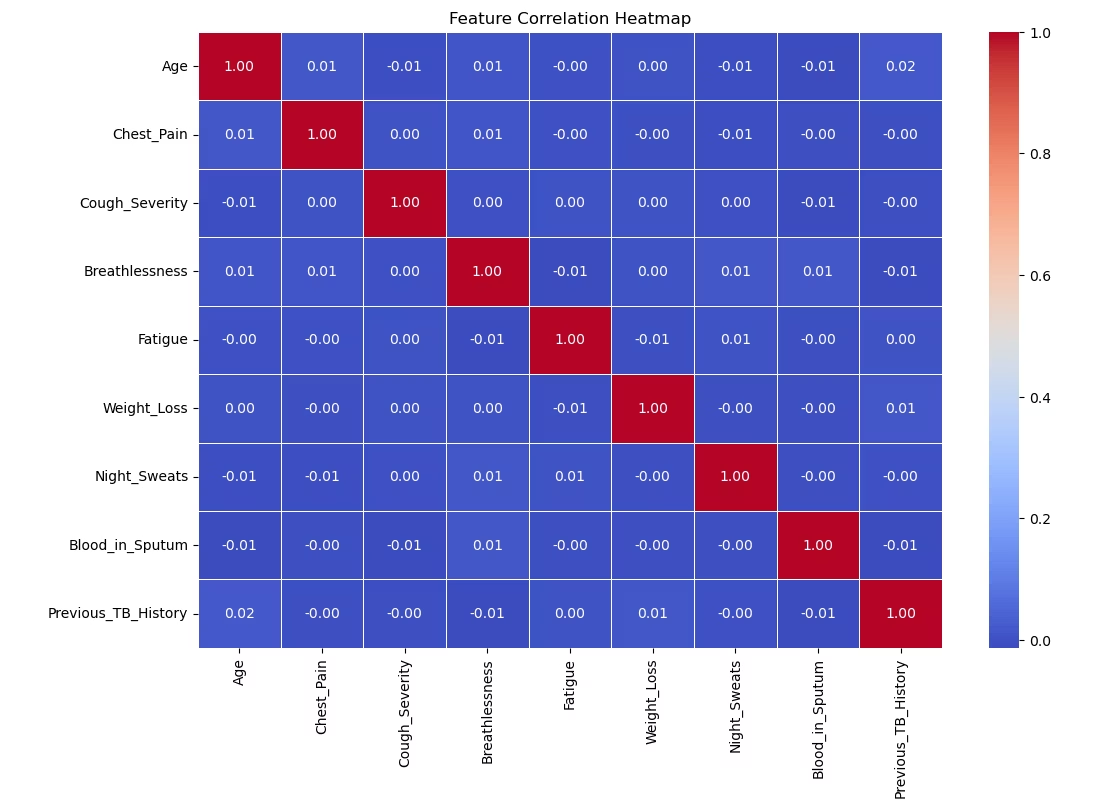 Feature Correlation Heatmap
Age 1.00 0.01 -0.01 0.01 -0.00 0.00 -0.01 -0.01 0.02
Chest_Pain 0.01 1.00 0.00 0.01 -0.00 -0.00 -0.01 -0.00 -0.00
Cough_Severity -0.01 0.00 1.00 0.00 0.00 0.00 0.00 -0.01 -0.00
Breathlessness 0.01 0.01 0.00 1.00 -0.01 0.00 0.01 0.01 -0.01
Fatigue -0.00 -0.00 0.00 -0.01 1.00 -0.01 0.01 -0.00 0.00
Weight_Loss 0.00 -0.00 0.00 0.00 -0.01 1.00 -0.00 -0.00 0.01
Night_Sweats -0.01 -0.01 0.00 0.01 0.01 -0.00 1.00 -0.00 -0.00
Blood_in_Sputum -0.01 -0.00 -0.01 0.01 -0.00 -0.00 -0.00 1.00 -0.01
Previous_TB_History 0.02 -0.00 -0.00 -0.01 0.00 0.01 -0.00 -0.01 1.00
Age
Chest_Pain
Cough_Severity
Breathlessness
Fatigue
Weight_Loss
Night_Sweats
Blood_in_Sputum
Previous_TB_History
1.0
0.8
0.6
0.4
0.2
0.0